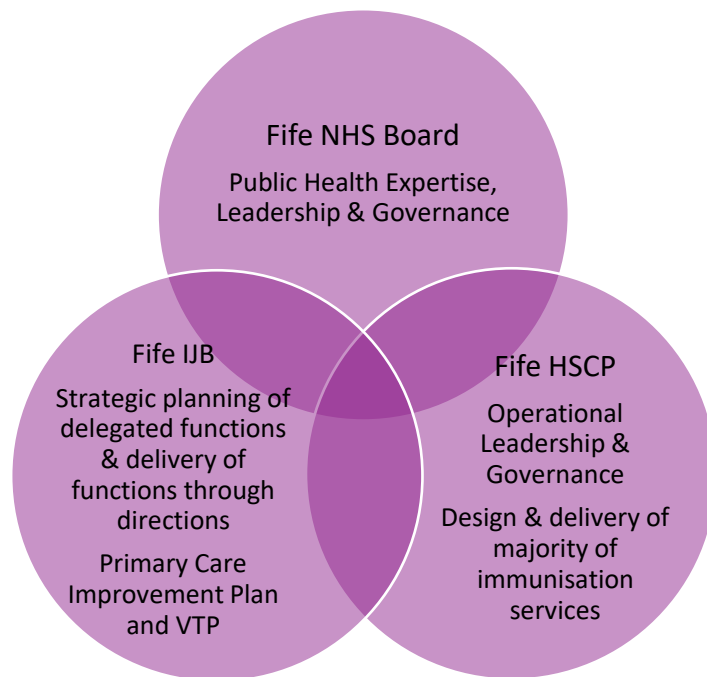 Fife NHS Board
Public Health Expertise,
Leadership & Governance
Fife IJB
Strategic planning of
delegated functions
& delivery of
functions through
directions
Primary Care
Improvement Plan
and VTP
Fife HSCP
Operational
Leadership &
Governance
Design & delivery of
majority of
immunisation
services